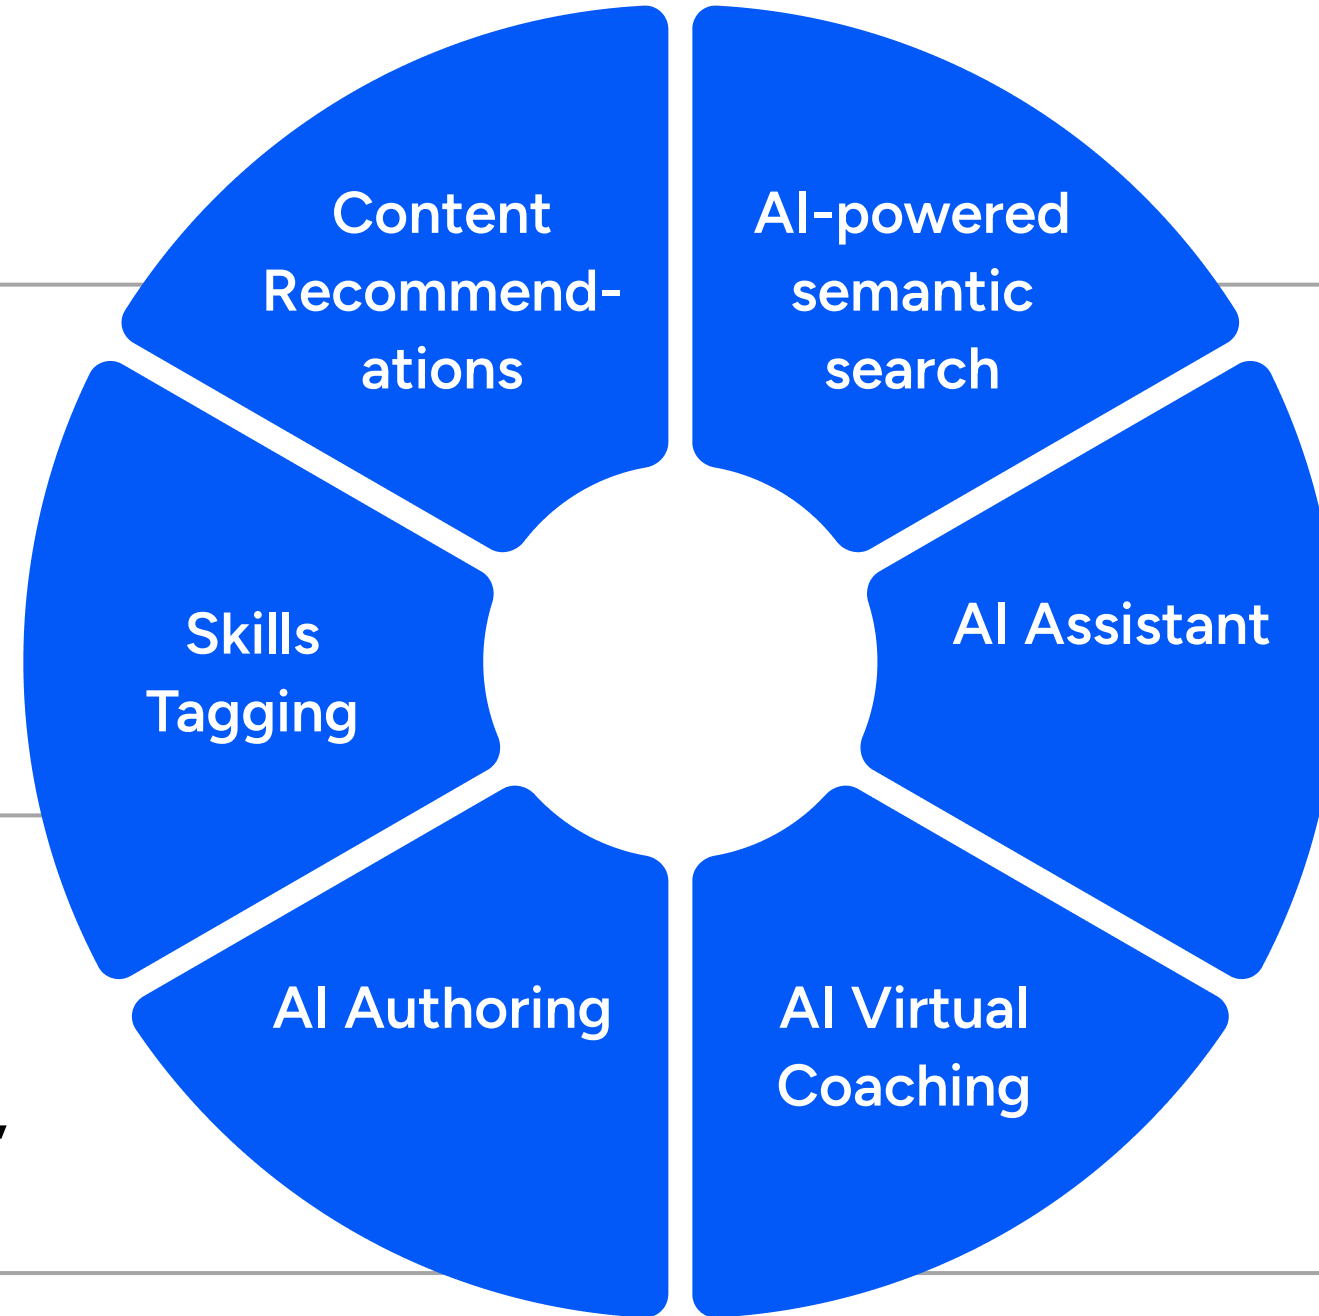 Content
Recommend-
ations
AI-powered
semantic
search
Skills
Tagging
AI Assistant
AI Authoring
AI Virtual
Coaching